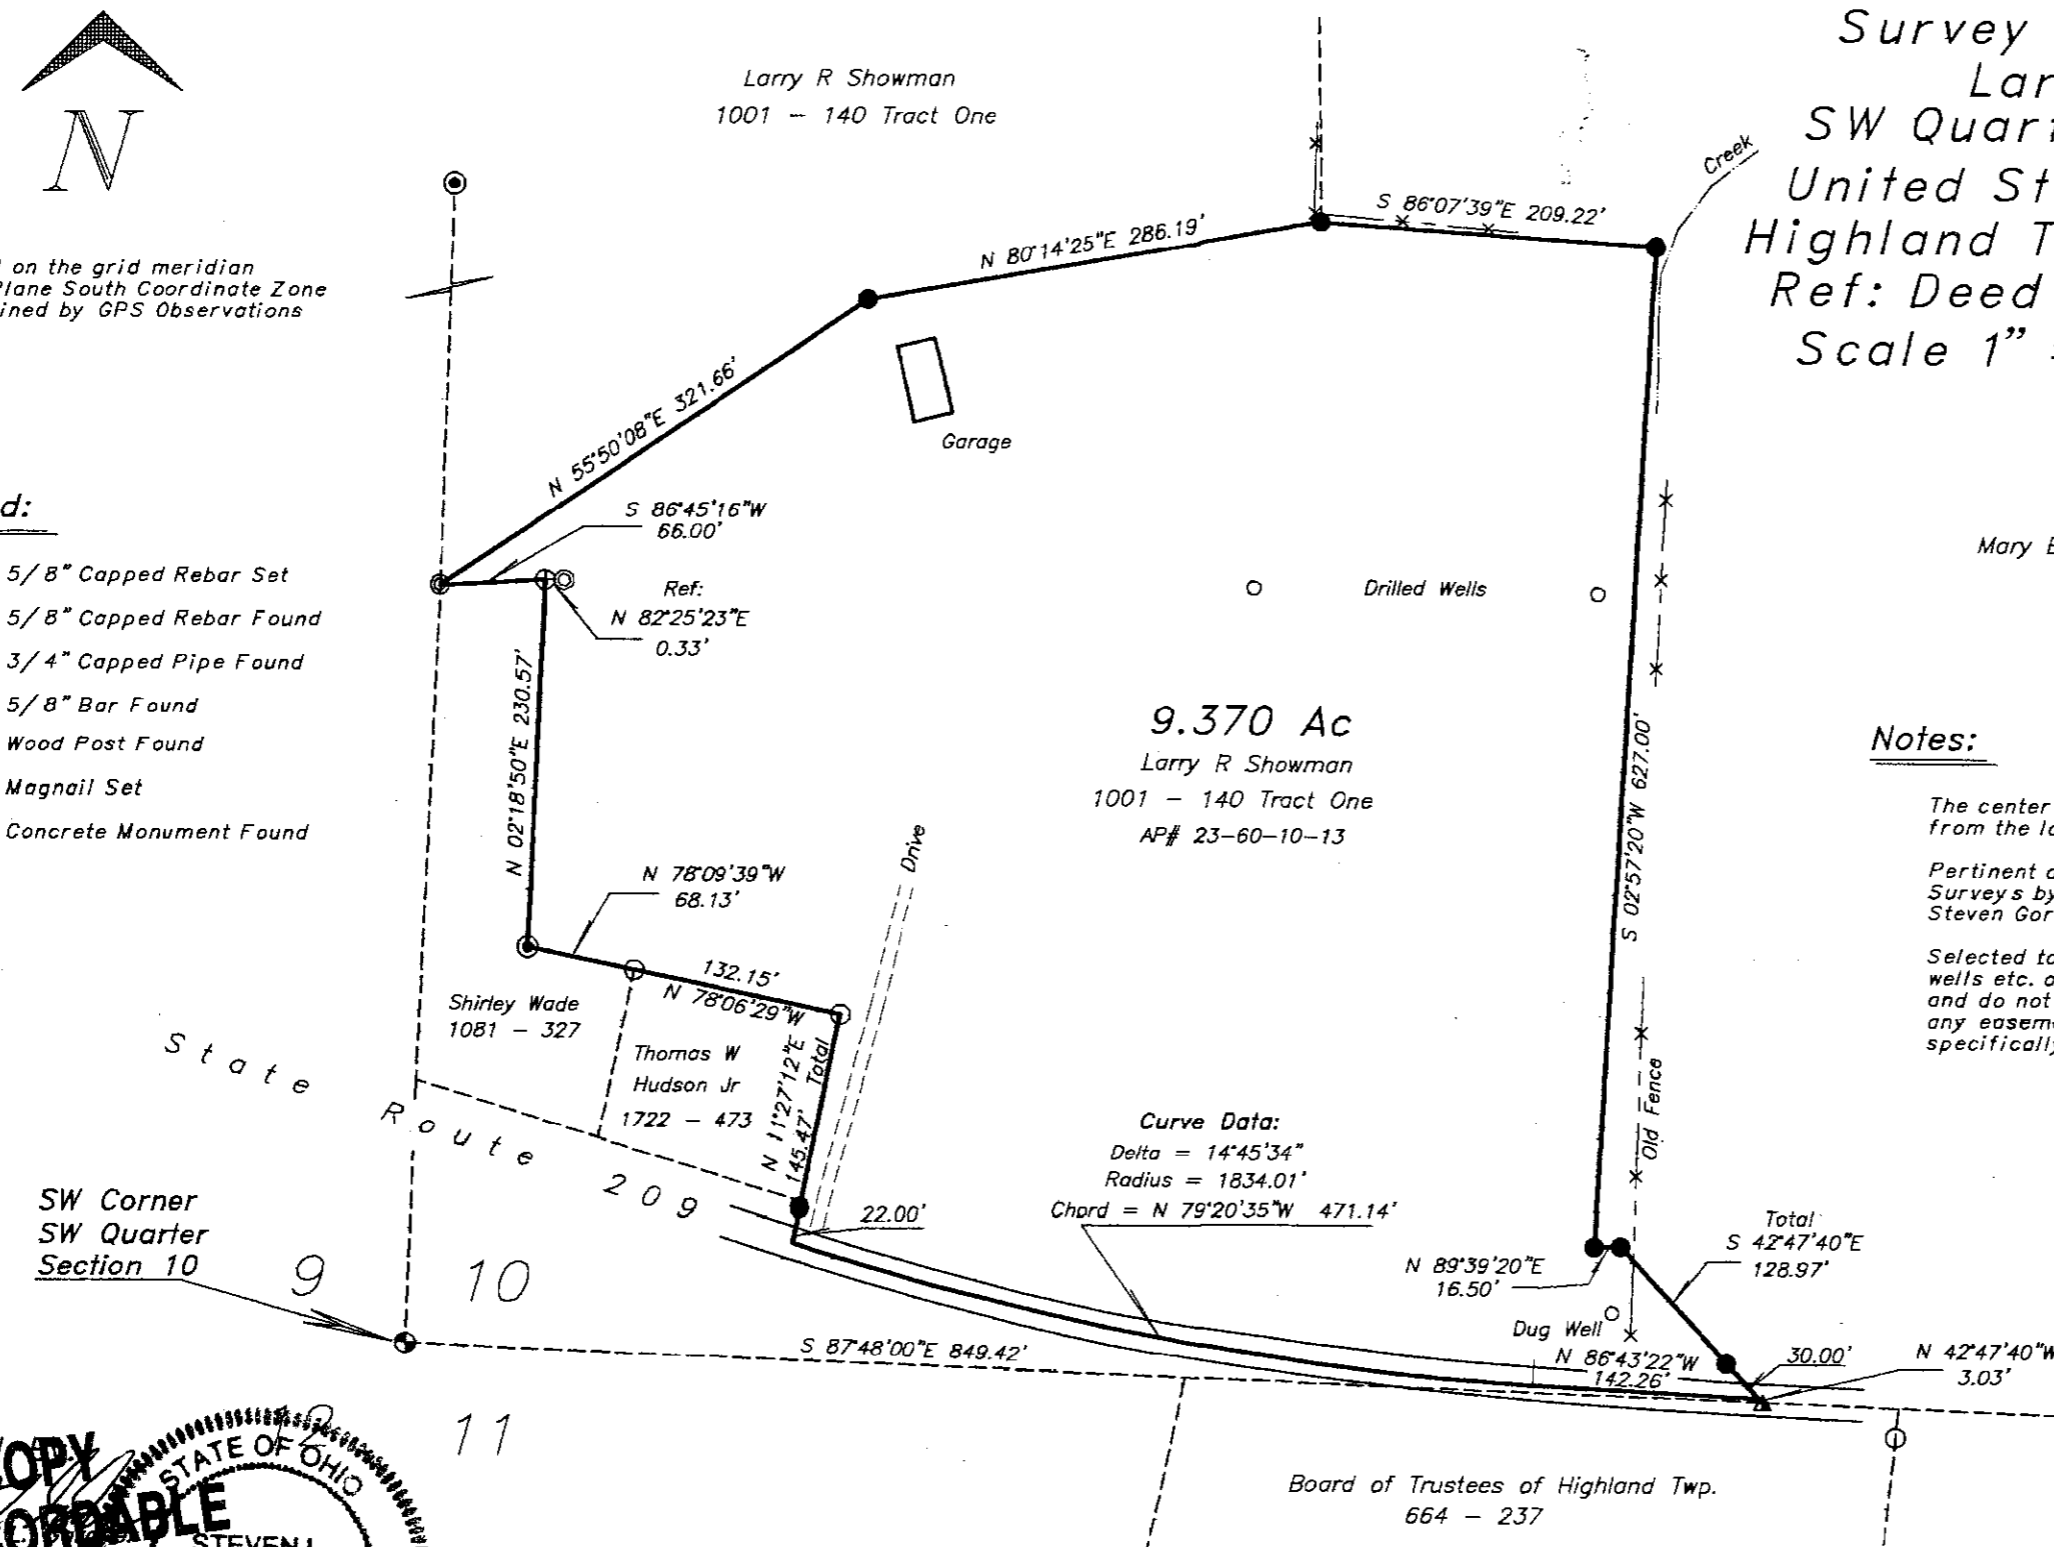 N
Larry R Showman
1001 - 140 Tract One
Survey
SW
United
Highland
Ref: Deed
Scale 1"
on the grid meridian
Plane South Coordinate Zone
by GPS Observations
Creek
S 86°07'39"E 209.22'
N 80°14'25"E 286.19'
N 55°50'08"E 321.66'
Garage
S 86°45'16"W
66.00'
Ref:
N 82°25'23"E
0.33'
5/8" Capped Rebar Set
5/8" Capped Rebar Found
3/4" Capped Pipe Found
5/8" Bar Found
Wood Post Found
Magnail Set
Concrete Monument Found
Drilled Wells
Mary
N 02°18'50"E 230.57'
9.370 Ac
Larry R Showman
1001 - 140 Tract One
AP# 23-60-10-13
S 02°57'20"W 627.00'
Notes:
The center
from the
Pertinent
Surveys by
Steven
Selected
wells etc.
and do not
any
Drive
N 78°09'39"W
68.13'
132.15'
N 78°06'29"W
Shirley Wade
1081 - 327
Thomas W
Hudson Jr
1722 - 473
N 11°27'12"E
145.47' Total
State Route 209
22.00'
Curve Data:
Delta = 14°45'34"
Radius = 1834.01'
Chord = N 79°20'35"W 471.14'
Old Fence
Total
S 42°47'40"E
128.97'
N 89°39'20"E
16.50'
Dug Well
N 86°43'22"W
142.26'
30.00'
N 42°47'40"W
3.03'
SW Corner
SW Quarter
Section 10
9
10
S 87°48'00"E 849.42'
12
11
Board of Trustees of Highland Twp.
664 - 237
STATE OF OHIO